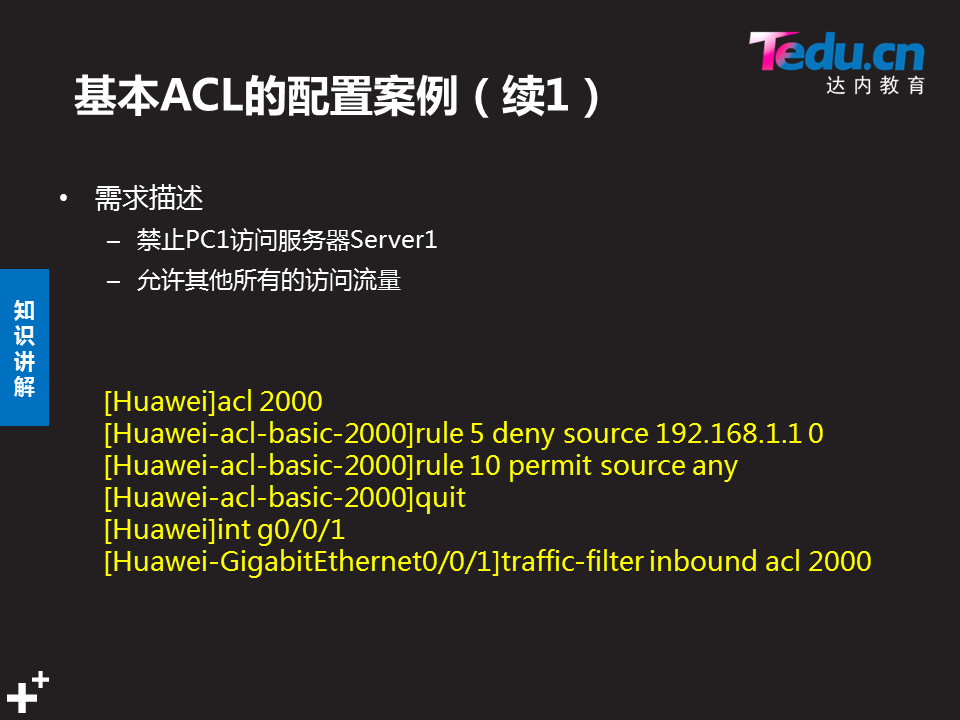 Tedu.cn
达内教育
基本ACL的配置案例（续1）
• 需求描述
– 禁止PC1访问服务器Server1
– 允许其他所有的访问流量
知
识
讲
解
[Huawei]acl 2000
[Huawei-acl-basic-2000]rule 5 deny source 192.168.1.1 0
[Huawei-acl-basic-2000]rule 10 permit source any
[Huawei-acl-basic-2000]quit
[Huawei]int g0/0/1
[Huawei-GigabitEthernet0/0/1]traffic-filter inbound acl 2000